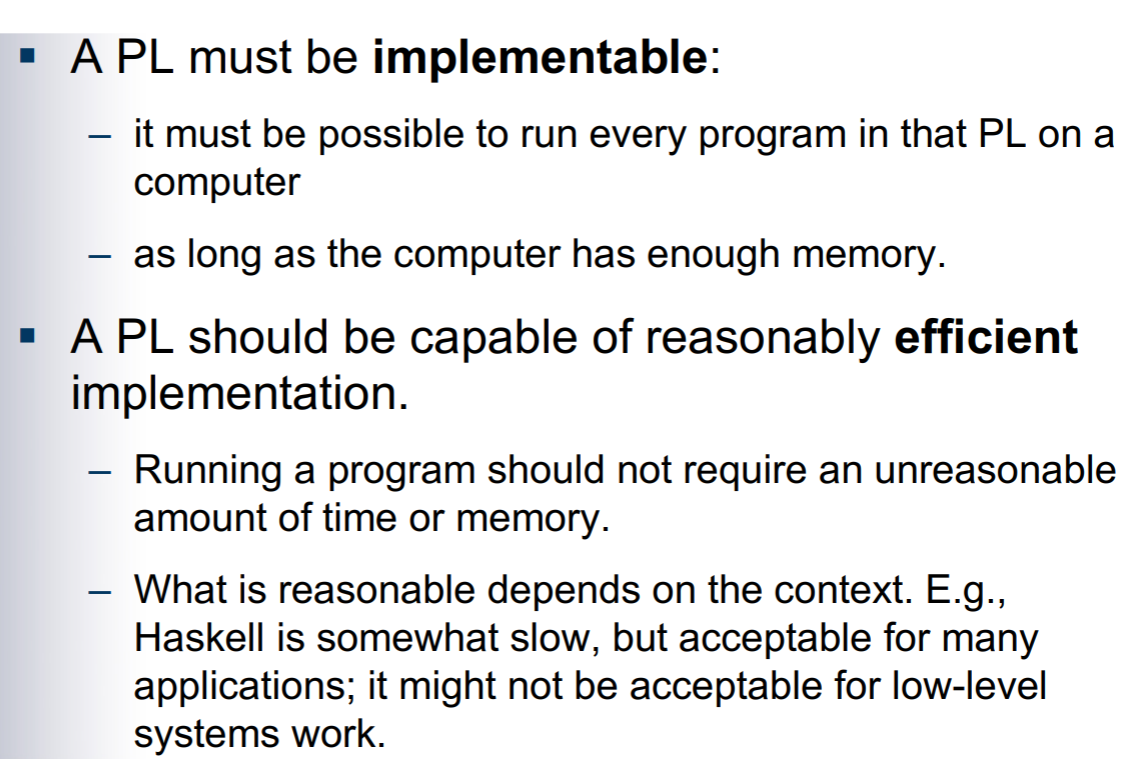 ▪ A PL must be implementable:
– it must be possible to run every program in that PL on a
computer
– as long as the computer has enough memory.
▪ A PL should be capable of reasonably efficient
implementation.
– Running a program should not require an unreasonable
amount of time or memory.
– What is reasonable depends on the context. E.g.,
Haskell is somewhat slow, but acceptable for many
applications; it might not be acceptable for low-level
systems work.